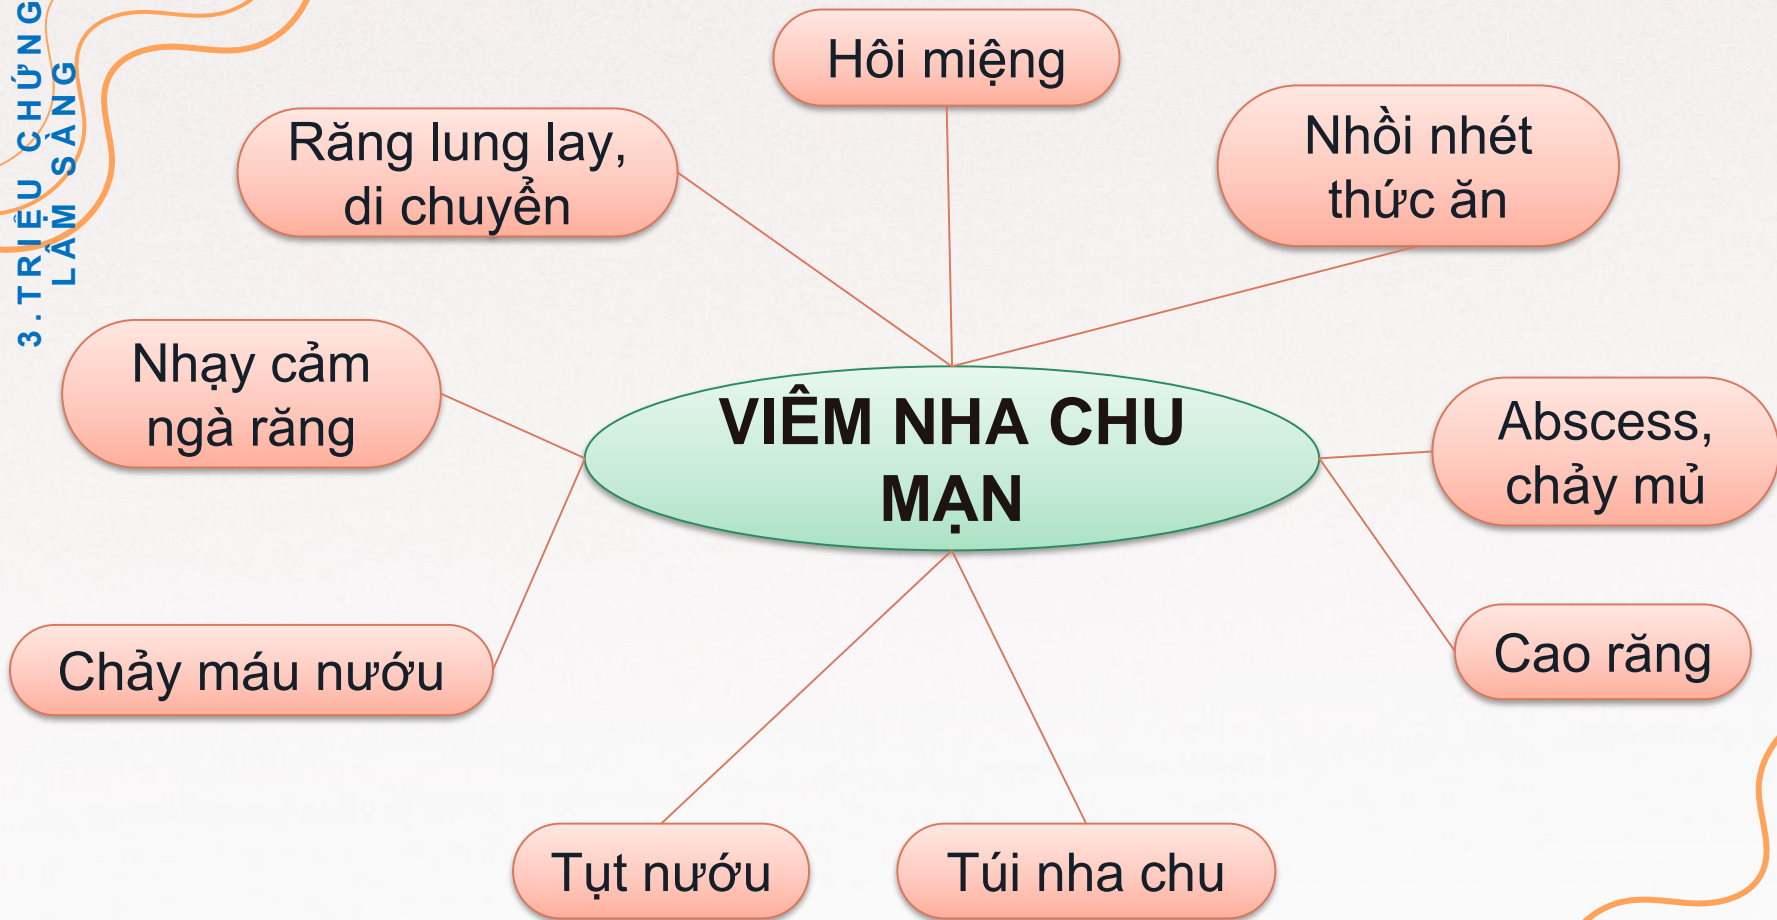 3.TRIỆU CHỨNG
LÂM SÀNG
Hôi miệng
Răng lung lay,
di chuyển
Nhồi nhét
thức ăn
Nhạy cảm
ngà răng
VIÊM NHA CHU
MẠN
Abscess,
chảy mủ
Chảy máu nướu
Cao răng
Tụt nướu
Túi nha chu